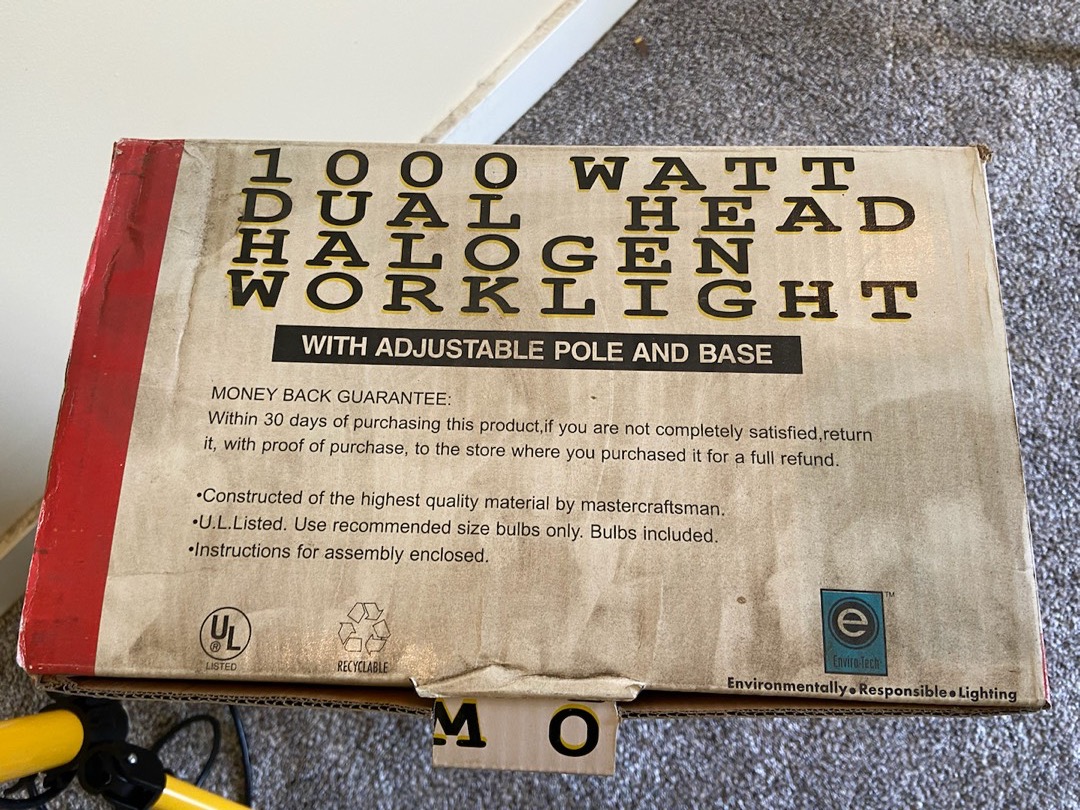 1000 WATT
DUAL HEAD
HALOGEN
WORKLIGHT
WITH ADJUSTABLE POLE AND BASE
MONEY BACK GUARANTEE:
Within 30 days of purchasing this product,if you are not completely satisfied,return
it, with proof of purchase, to the store where you purchased it for a full refund.
•Constructed of the highest quality material by mastercraftsman.
•U.L.Listed. Use recommended size bulbs only. Bulbs included.
•Instructions for assembly enclosed.
UL ®
LISTED
RECYCLABLE
e ™
Enviro-Tech
Environmentally•Responsible•Lighting
M O